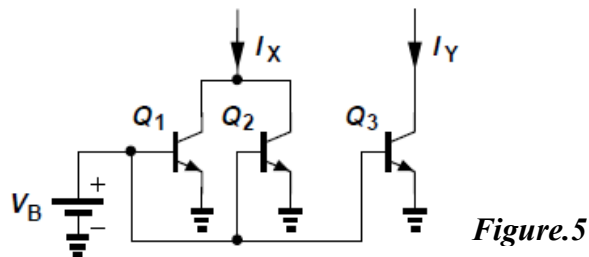 I_X I_Y
Q_1 Q_2 Q_3
+
V_B
−
Figure.5